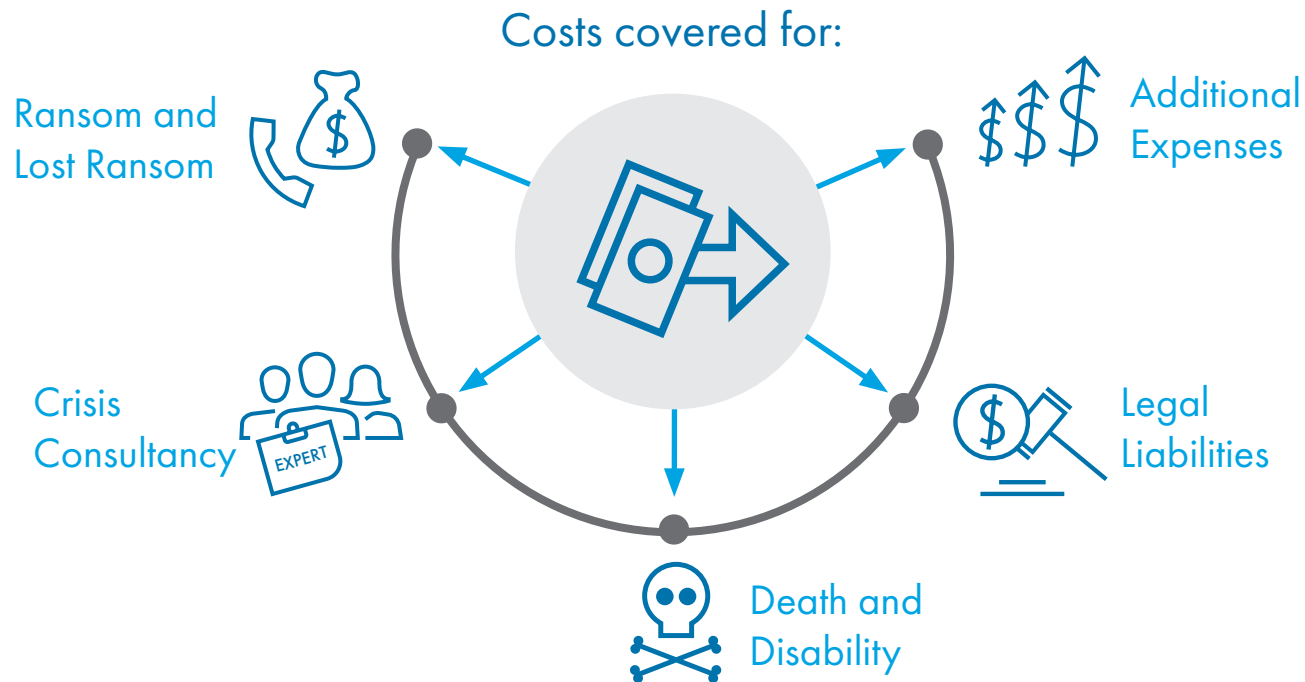 Costs covered for:
Ransom and
Lost Ransom
$
$ $ $
Additional
Expenses
Crisis
Consultancy
EXPERT
$
Legal
Liabilities
Death and
Disability